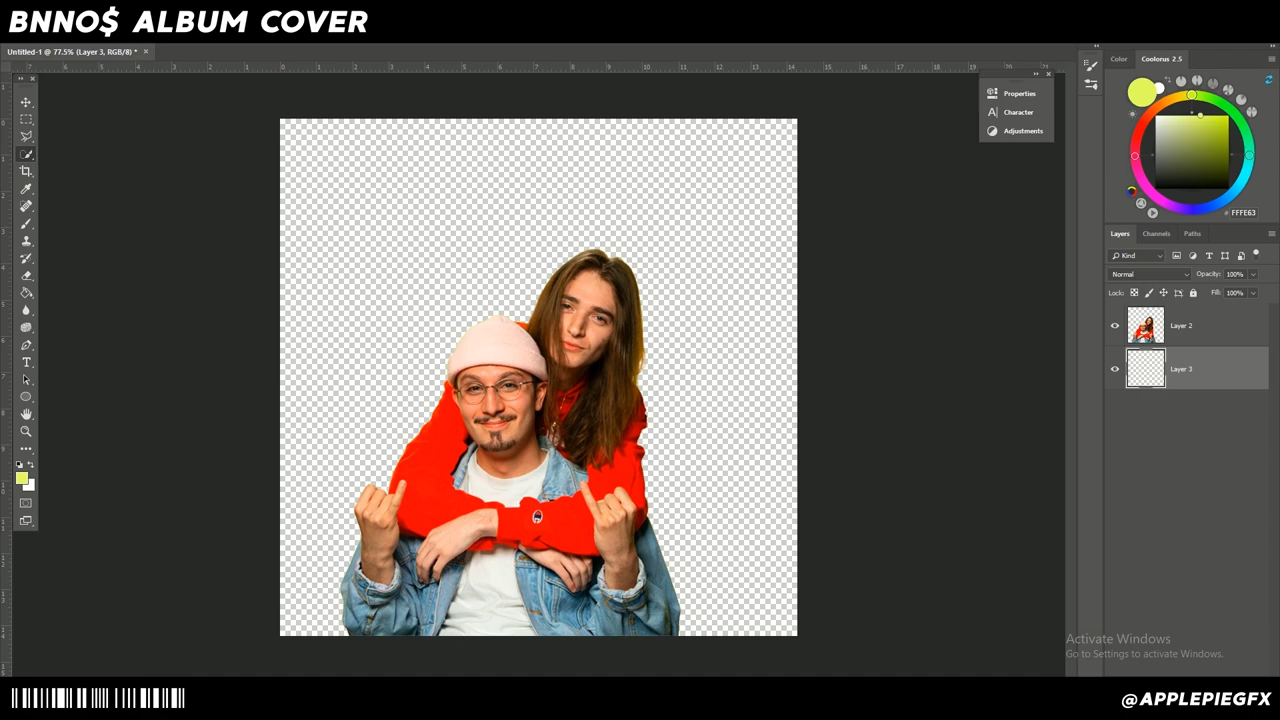 BNNO$ ALBUM COVER
Untitled-1 @ 77.5% (Layer 3, RGB/8) *
Properties
Character
Adjustments
Color
Coolorus 2.5
# FFFE63
Layers
Channels
Paths
Kind
Normal
Opacity: 100%
Lock:
Fill: 100%
Layer 2
Layer 3
Activate Windows
Go to Settings to activate Windows.
@APPLEPIEGFX